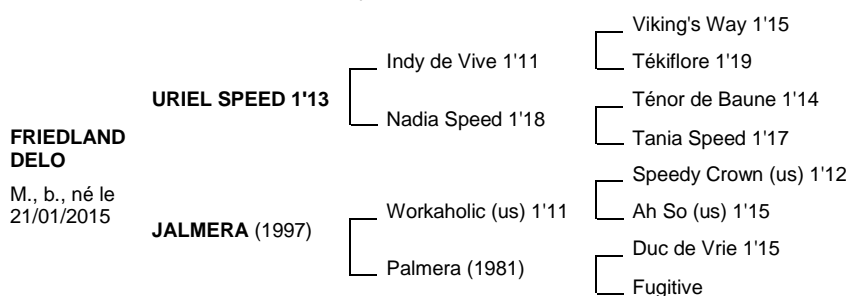 Viking's Way 1'15
Indy de Vive 1'11
Tékiflore 1'19
URIEL SPEED 1'13
Ténor de Baune 1'14
Nadia Speed 1'18
Tania Speed 1'17
FRIEDLAND
DELO
M., b., né le
21/01/2015
Speedy Crown (us) 1'12
Workaholic (us) 1'11
Ah So (us) 1'15
JALMERA (1997)
Duc de Vrie 1'15
Palmera (1981)
Fugitive